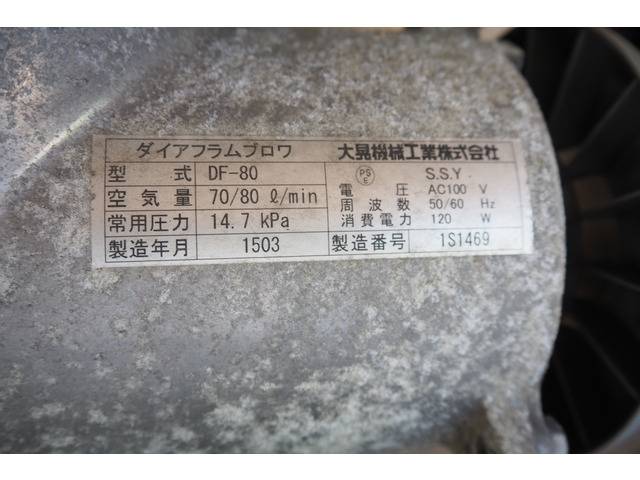 ダイアフラムブロワ 大晃機械工業株式会社
型 式 DF-80 PS E S.S.Y
空気量 70/80 ℓ/min 電 圧 AC100 V
周波数 50/60 Hz
常用圧力 14.7 kPa 消費電力 120 W
製造年月 1503 製造番号 1S1469